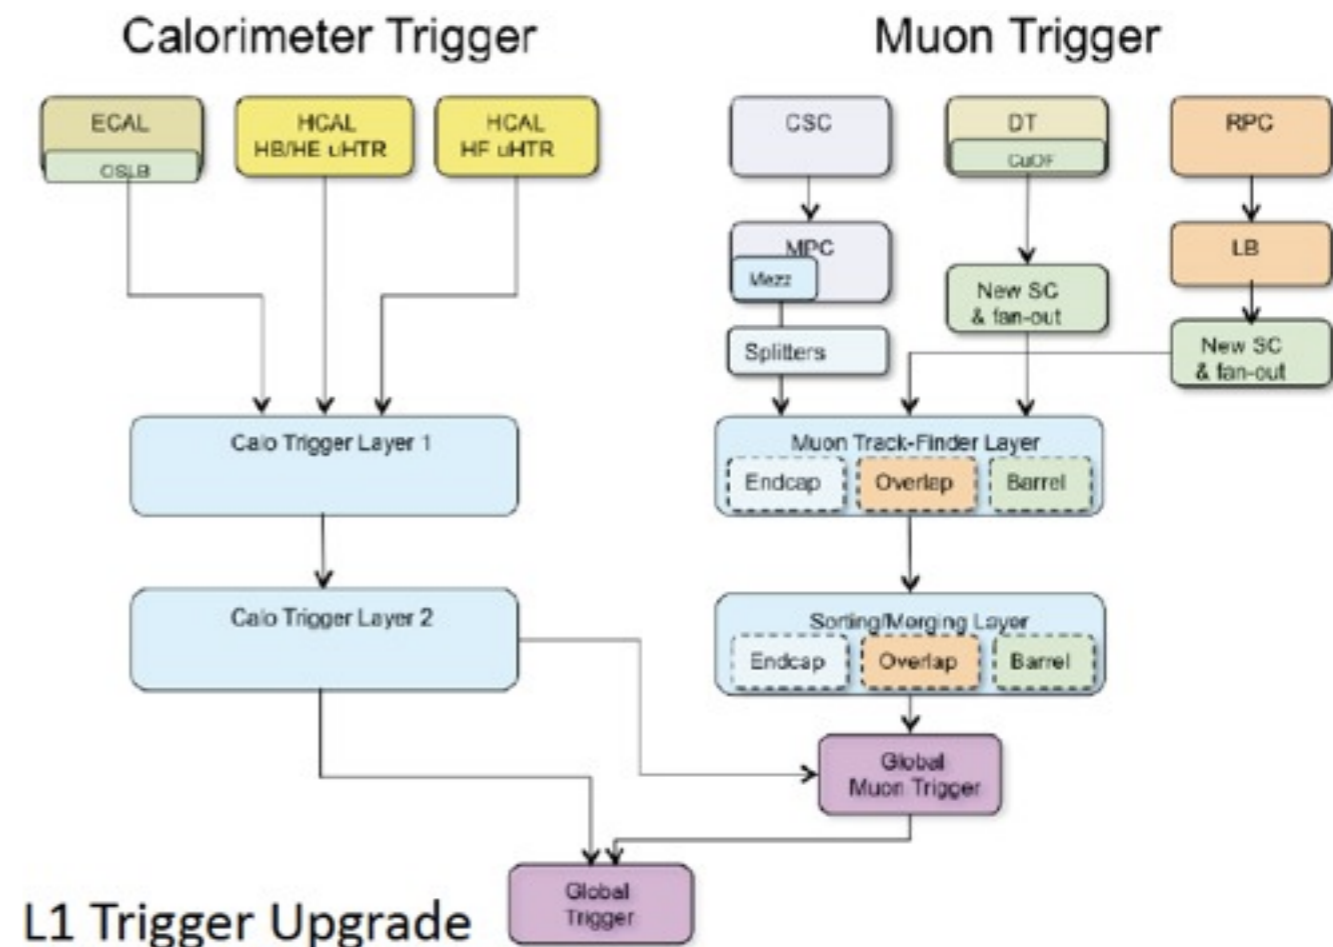 Calorimeter Trigger
Muon Trigger
ECAL
OSLB
HCAL
HB/HE uHTR
HCAL
HF uHTR
CSC
DT
CuOF
RPC
MPC
Mezz
LB
New SC
& fan-out
Splitters
New SC
& fan-out
Calo Trigger Layer 1
Muon Track-Finder Layer
Endcap
Overlap
Barrel
Calo Trigger Layer 2
Sorting/Merging Layer
Endcap
Overlap
Barrel
Global
Muon Trigger
Global
Trigger
L1 Trigger Upgrade